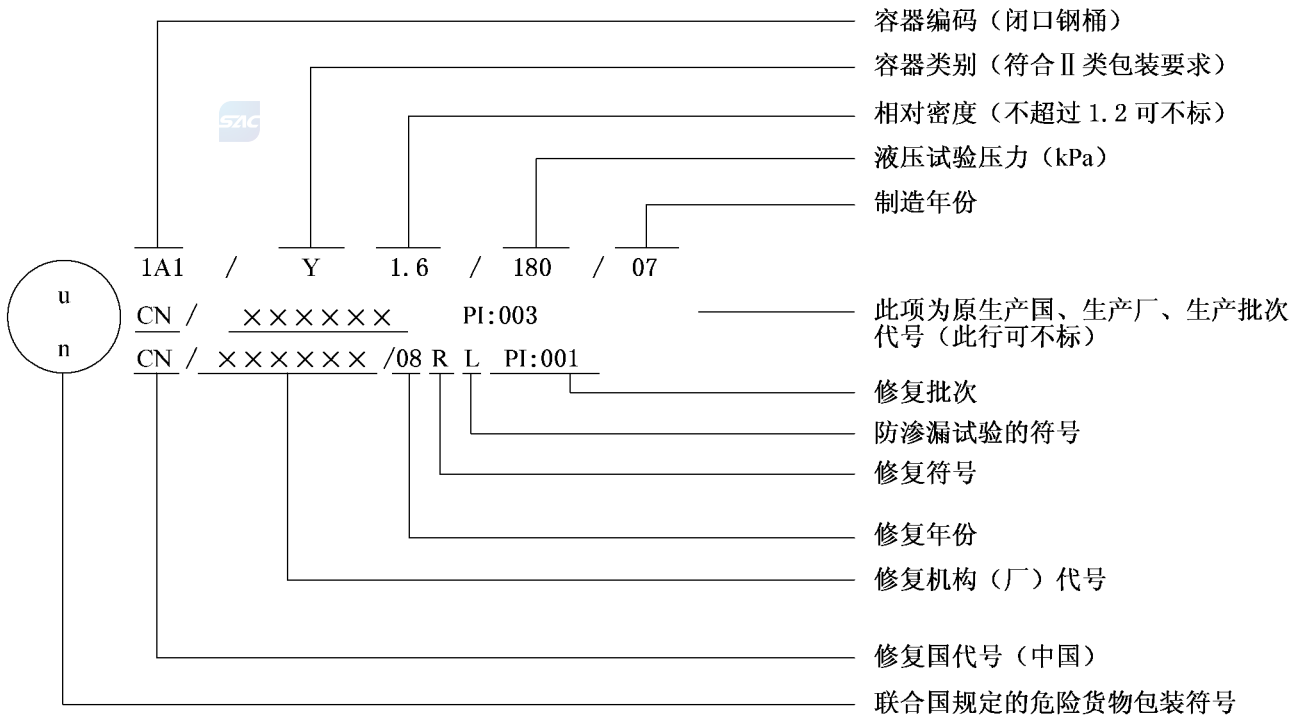 容器编码（闭口钢桶）
容器类别（符合Ⅱ类包装要求）
SAC
相对密度（不超过 1.2 可不标）
液压试验压力（kPa）
制造年份
1A1 / Y 1.6 / 180 / 07
u
n
CN / ×××××× PI:003
此项为原生产国、生产厂、生产批次
代号（此行可不标）
CN / ×××××× /08 R L PI:001
修复批次
防渗漏试验的符号
修复符号
修复年份
修复机构（厂）代号
修复国代号（中国）
联合国规定的危险货物包装符号